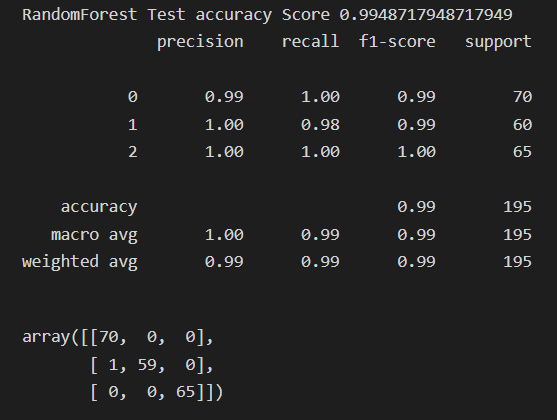 RandomForest Test accuracy Score 0.9948717948717949
precision recall f1-score support
0 0.99 1.00 0.99 70
1 1.00 0.98 0.99 60
2 1.00 1.00 1.00 65
accuracy 0.99 195
macro avg 1.00 0.99 0.99 195
weighted avg 0.99 0.99 0.99 195
array([[70, 0, 0],
[ 1, 59, 0],
[ 0, 0, 65]])